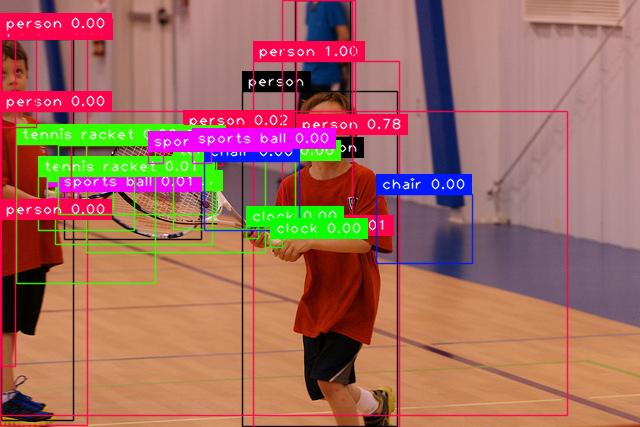 person 0.00
person 1.00
person
person 0.00
person 0.02
person 0.78
tennis racket 0.
spor
sports ball 0.00
chair 0.00
on
0.00
tennis racket 0.01
sports ball 0.01
chair 0.00
person 0.00
clock 0.00
01
clock 0.00